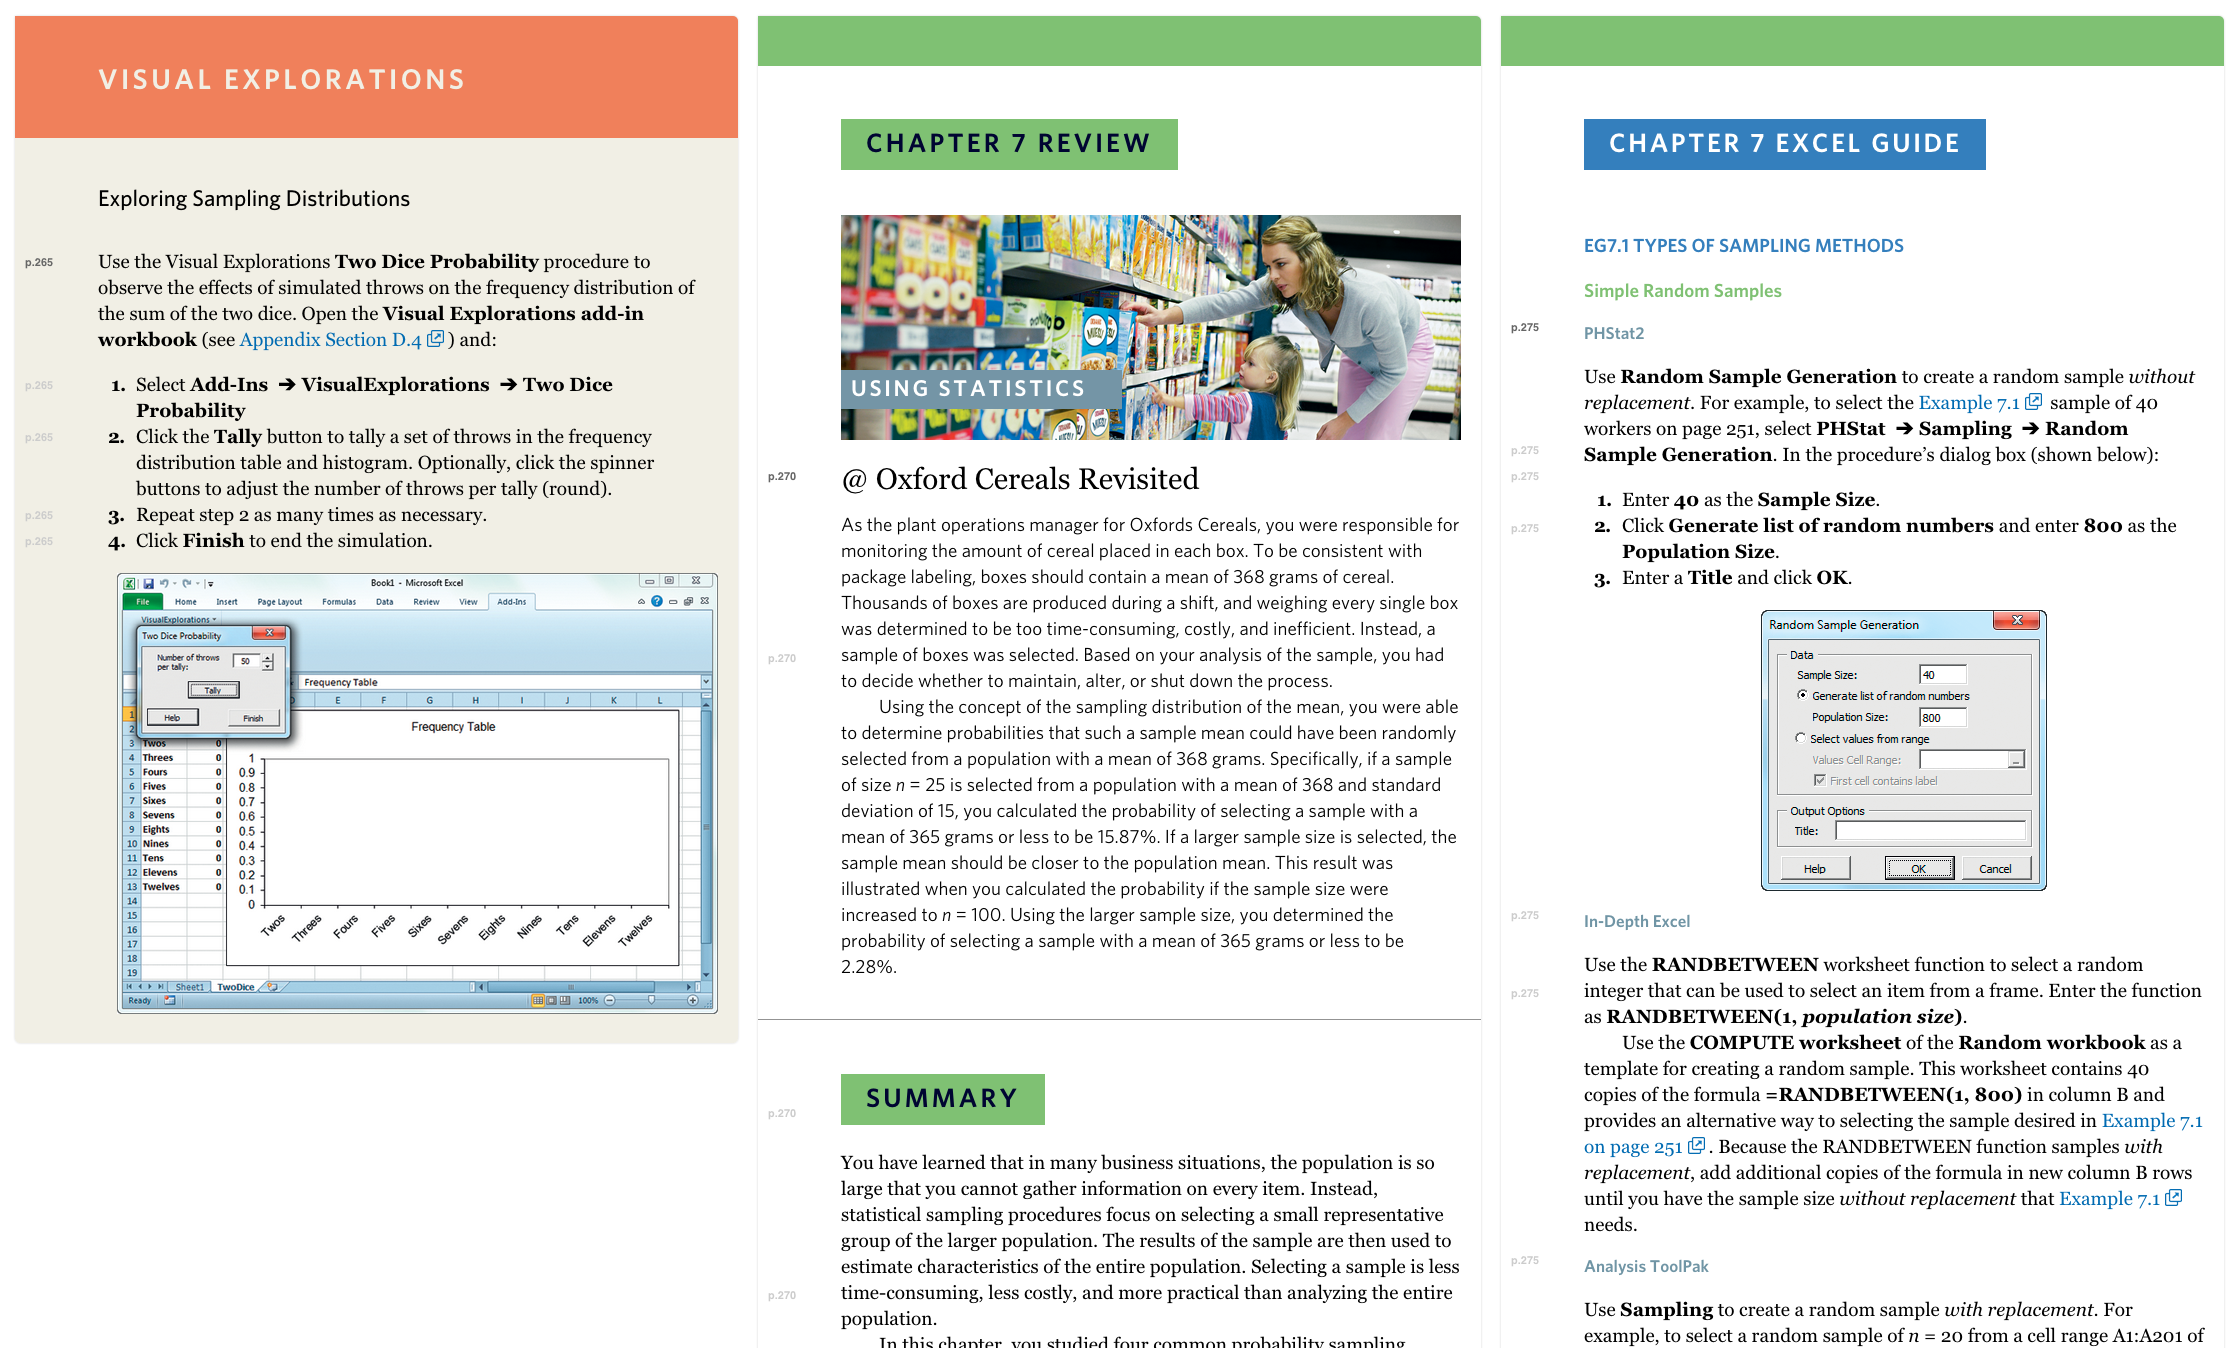 VISUAL EXPLORATIONS
Exploring Sampling Distributions
p.265
Use the Visual Explorations Two Dice Probability procedure to
observe the effects of simulated throws on the frequency distribution of
the sum of the two dice. Open the Visual Explorations add-in
workbook (see Appendix Section D.4 ) and:
p.265
1. Select Add-Ins ➔ VisualExplorations ➔ Two Dice
Probability
p.265
2. Click the Tally button to tally a set of throws in the frequency
distribution table and histogram. Optionally, click the spinner
buttons to adjust the number of throws per tally (round).
p.265
3. Repeat step 2 as many times as necessary.
p.265
4. Click Finish to end the simulation.
Book1 - Microsoft Excel
File Home Insert Page Layout Formulas Data Review View Add-Ins
VisualExplorations
Two Dice Probability
Number of throws
per tally:
50
Tally
Help Finish
Frequency Table
E F G H I J K L
1
2
Frequency Table
3 Twos 0
4 Threes 0
5 Fours 0
6 Fives 0
7 Sixes 0
8 Sevens 0
9 Eights 0
10 Nines 0
11 Tens 0
12 Elevens 0
13 Twelves 0
14
15
16
17
18
19
1
0.9
0.8
0.7
0.6
0.5
0.4
0.3
0.2
0.1
0
Twos Threes Fours Fives Sixes Sevens Eights Nines Tens Elevens Twelves
Sheet1 TwoDice
Ready 100%
CHAPTER 7 REVIEW
USING STATISTICS
p.270
@ Oxford Cereals Revisited
As the plant operations manager for Oxfords Cereals, you were responsible for
monitoring the amount of cereal placed in each box. To be consistent with
package labeling, boxes should contain a mean of 368 grams of cereal.
Thousands of boxes are produced during a shift, and weighing every single box
was determined to be too time-consuming, costly, and inefficient. Instead, a
p.270
sample of boxes was selected. Based on your analysis of the sample, you had
to decide whether to maintain, alter, or shut down the process.
Using the concept of the sampling distribution of the mean, you were able
to determine probabilities that such a sample mean could have been randomly
selected from a population with a mean of 368 grams. Specifically, if a sample
of size n = 25 is selected from a population with a mean of 368 and standard
deviation of 15, you calculated the probability of selecting a sample with a
mean of 365 grams or less to be 15.87%. If a larger sample size is selected, the
sample mean should be closer to the population mean. This result was
illustrated when you calculated the probability if the sample size were
increased to n = 100. Using the larger sample size, you determined the
probability of selecting a sample with a mean of 365 grams or less to be
2.28%.
p.270
SUMMARY
You have learned that in many business situations, the population is so
large that you cannot gather information on every item. Instead,
statistical sampling procedures focus on selecting a small representative
group of the larger population. The results of the sample are then used to
estimate characteristics of the entire population. Selecting a sample is less
p.270
time-consuming, less costly, and more practical than analyzing the entire
population.
In this chapter, you studied four common probability sampling
CHAPTER 7 EXCEL GUIDE
EG7.1 TYPES OF SAMPLING METHODS
Simple Random Samples
p.275
PHStat2
Use Random Sample Generation to create a random sample without
replacement. For example, to select the Example 7.1 sample of 40
workers on page 251, select PHStat ➔ Sampling ➔ Random
p.275
Sample Generation. In the procedure's dialog box (shown below):
p.275
1. Enter 40 as the Sample Size.
p.275
2. Click Generate list of random numbers and enter 800 as the
Population Size.
3. Enter a Title and click OK.
Random Sample Generation
Data
Sample Size: 40
Generate list of random numbers
Population Size: 800
Select values from range
Values Cell Range:
First cell contains label
Output Options
Title:
Help OK Cancel
p.275
In-Depth Excel
Use the RANDBETWEEN worksheet function to select a random
p.275
integer that can be used to select an item from a frame. Enter the function
as RANDBETWEEN(1, population size).
Use the COMPUTE worksheet of the Random workbook as a
template for creating a random sample. This worksheet contains 40
copies of the formula =RANDBETWEEN(1, 800) in column B and
provides an alternative way to selecting the sample desired in Example 7.1
on page 251 . Because the RANDBETWEEN function samples with
replacement, add additional copies of the formula in new column B rows
until you have the sample size without replacement that Example 7.1
needs.
p.275
Analysis ToolPak
Use Sampling to create a random sample with replacement. For
example, to select a random sample of n = 20 from a cell range A1:A201 of